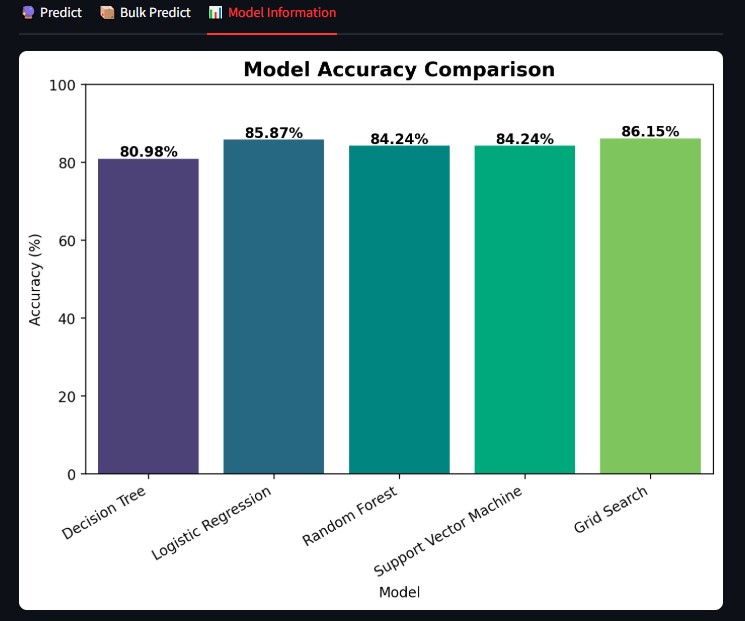 🔮 Predict 📦 Bulk Predict 📊 Model Information
Model Accuracy Comparison
100
80
60
40
20
0
Accuracy (%)
80.98%
85.87%
84.24%
84.24%
86.15%
Decision Tree
Logistic Regression
Random Forest
Support Vector Machine
Grid Search
Model